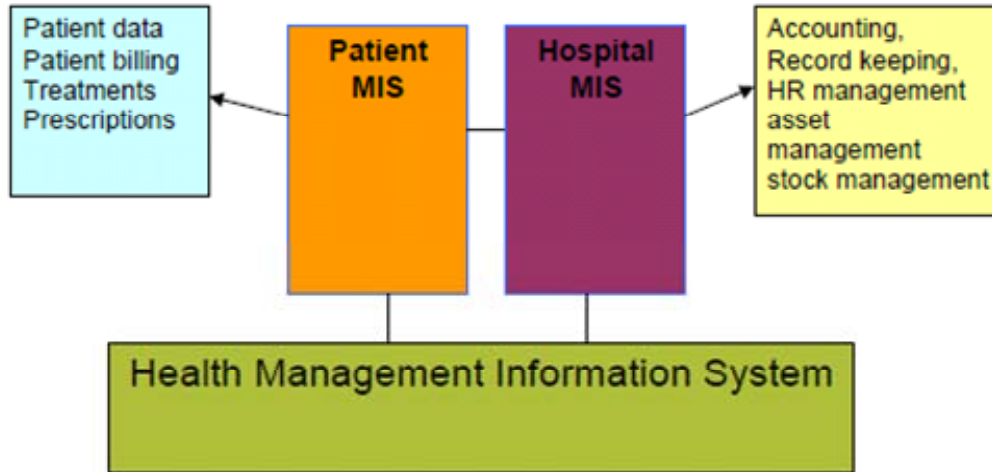 Patient data
Patient billing
Treatments
Prescriptions
Patient
MIS
Hospital
MIS
Accounting,
Record keeping,
HR management
asset
management
stock management
Health Management Information System